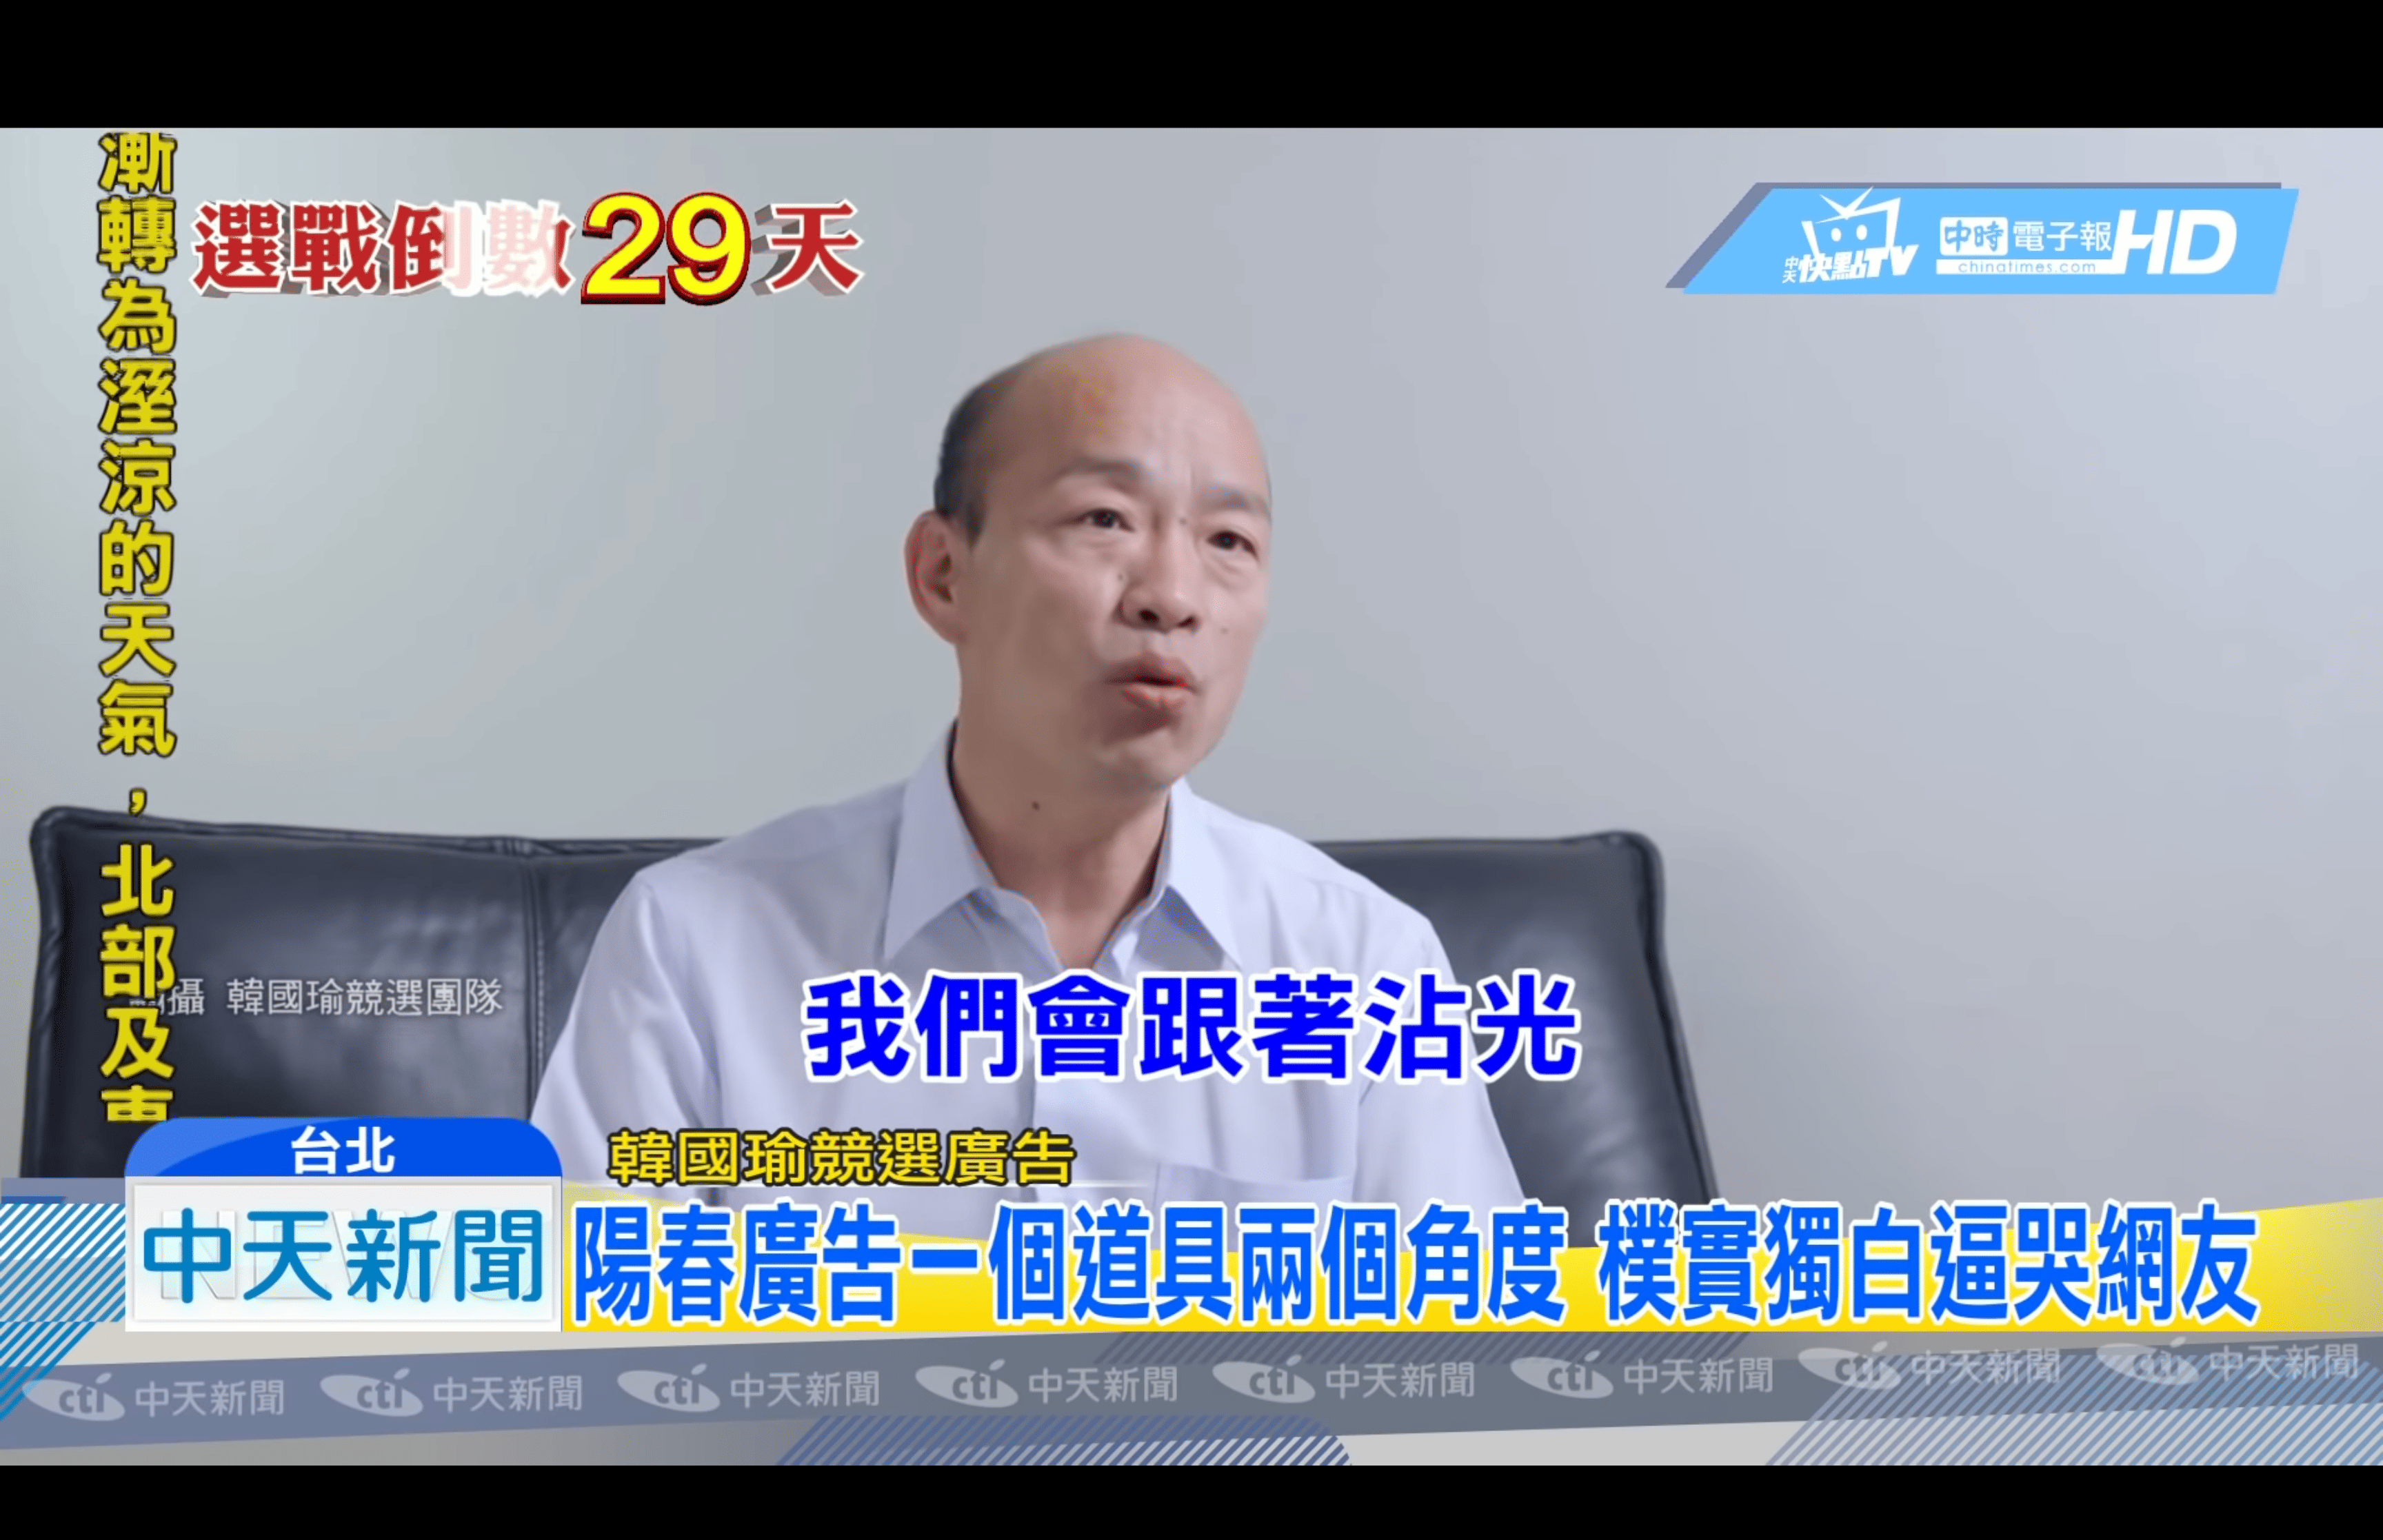 漸轉為溼涼的天氣，北部及東
選戰倒數29天
中天快點TV
中時電子報HD
chinatimes.com
翻攝 韓國瑜競選團隊
我們會跟著沾光
台北
韓國瑜競選廣告
中天新聞
陽春廣告一個道具兩個角度 樸實獨白逼哭網友
cti 中天新聞 cti 中天新聞 cti 中天新聞 cti 中天新聞 cti 中天新聞 cti 中天新聞 cti 中天新聞 cti 中天新聞